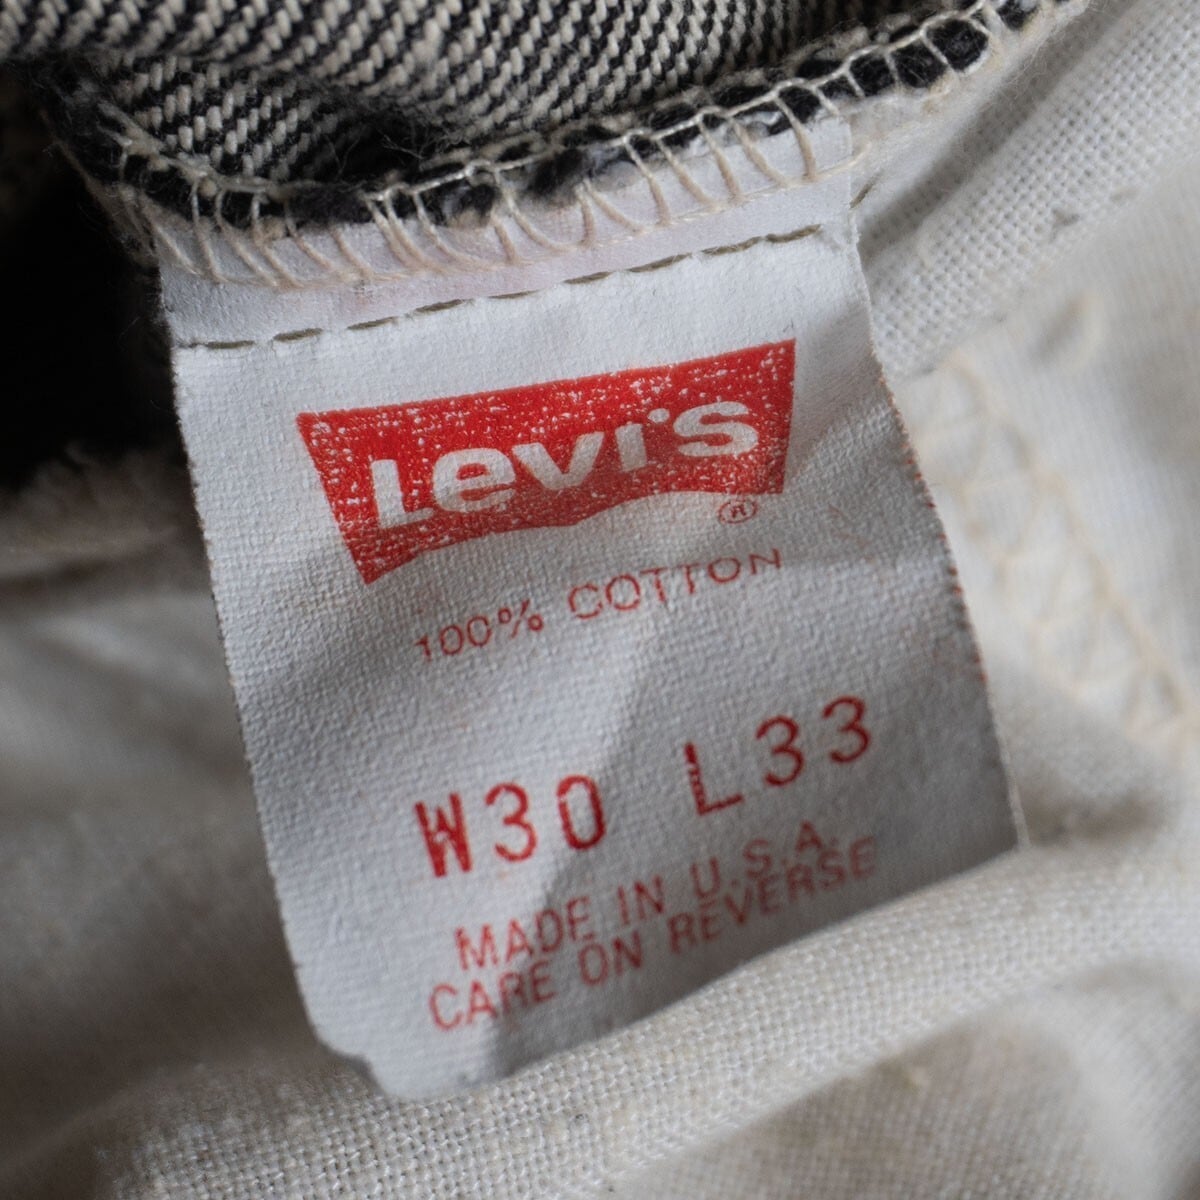 Levi's
®
100% COTTON
W30 L33
MADE IN U.S.A.
CARE ON REVERSE